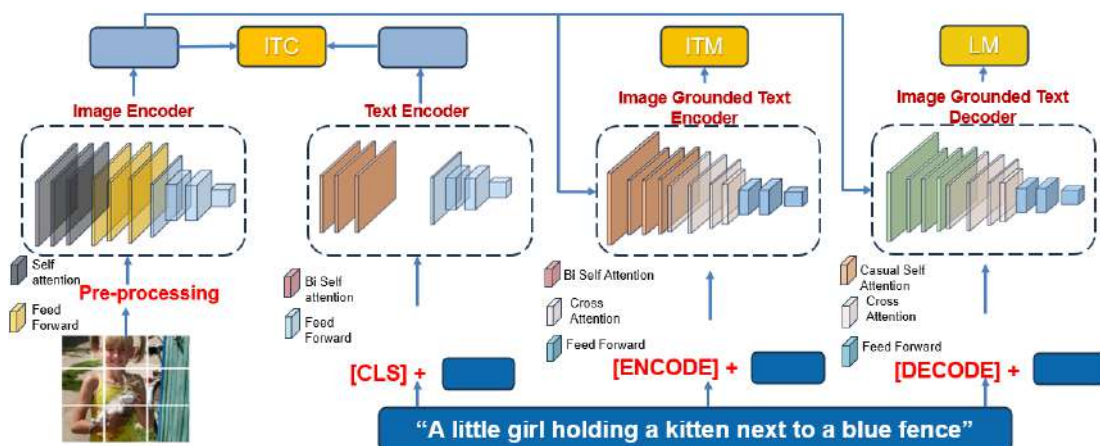 ITC
ITM
LM
Image Encoder
Text Encoder
Image Grounded Text
Encoder
Image Grounded Text
Decoder
Self
attention
Pre-processing
Feed
Forward
Bi Self
attention
Feed
Forward
Bi Self Attention
Cross
Attention
Feed Forward
Casual Self
Attention
Cross
Attention
Feed Forward
[CLS] +
[ENCODE] +
[DECODE] +
“A little girl holding a kitten next to a blue fence”